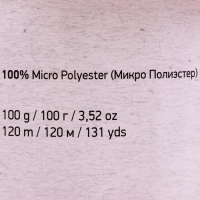 100% Micro Polyester (Микро Полиэстер)
100 g / 100 г / 3,52 oz
120 m / 120 м / 131 yds